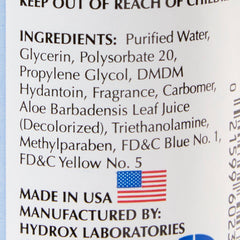 KEEP OUT OF REACH OF CHILDREN
INGREDIENTS: Purified Water,
Glycerin, Polysorbate 20,
Propylene Glycol, DMDM
Hydantoin, Fragrance, Carbomer,
Aloe Barbadensis Leaf Juice
(Decolorized), Triethanolamine,
Methylparaben, FD&C Blue No. 1,
FD&C Yellow No. 5
MADE IN USA
MANUFACTURED BY:
HYDROX LABORATORIES